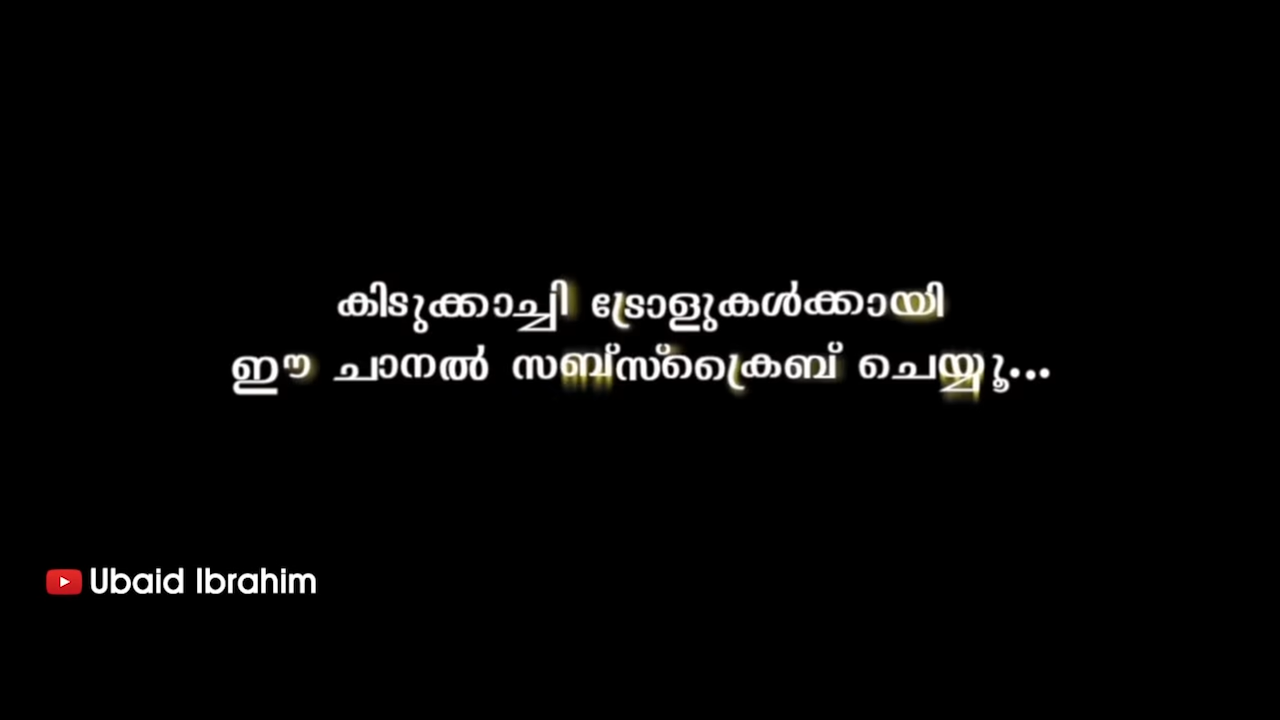 കിടുക്കാച്ചി ട്രോളുകൾക്കായി
ഈ ചാനൽ സബ്സ്ക്രൈബ് ചെയ്യൂ...
Ubaid Ibrahim